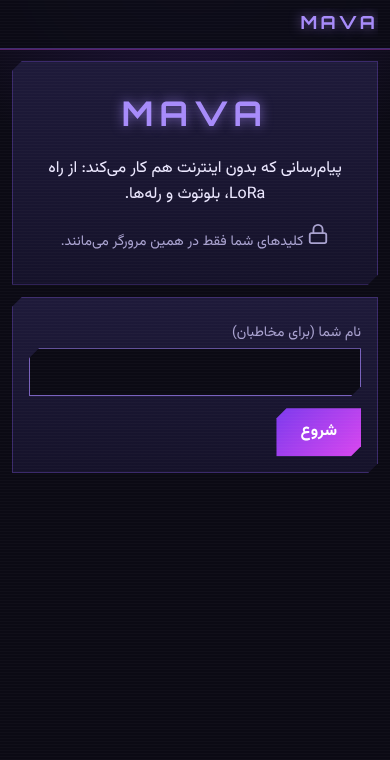 MAVA
MAVA
پیام‌رسانی که بدون اینترنت هم کار می‌کند: از راه
LoRa، بلوتوث و رله‌ها.
کلیدهای شما فقط در همین مرورگر می‌مانند.
نام شما (برای مخاطبان)
شروع